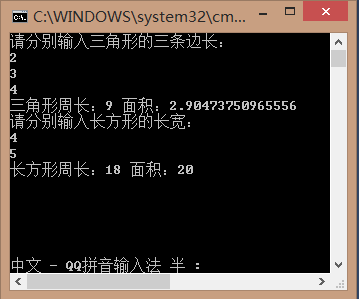 C:\WINDOWS\system32\cm...
请分别输入三角形的三条边长:
2
3
4
三角形周长: 9 面积: 2.90473750965556
请分别输入长方形的长宽:
4
5
长方形周长: 18 面积: 20
中文 - QQ拼音输入法 半 :